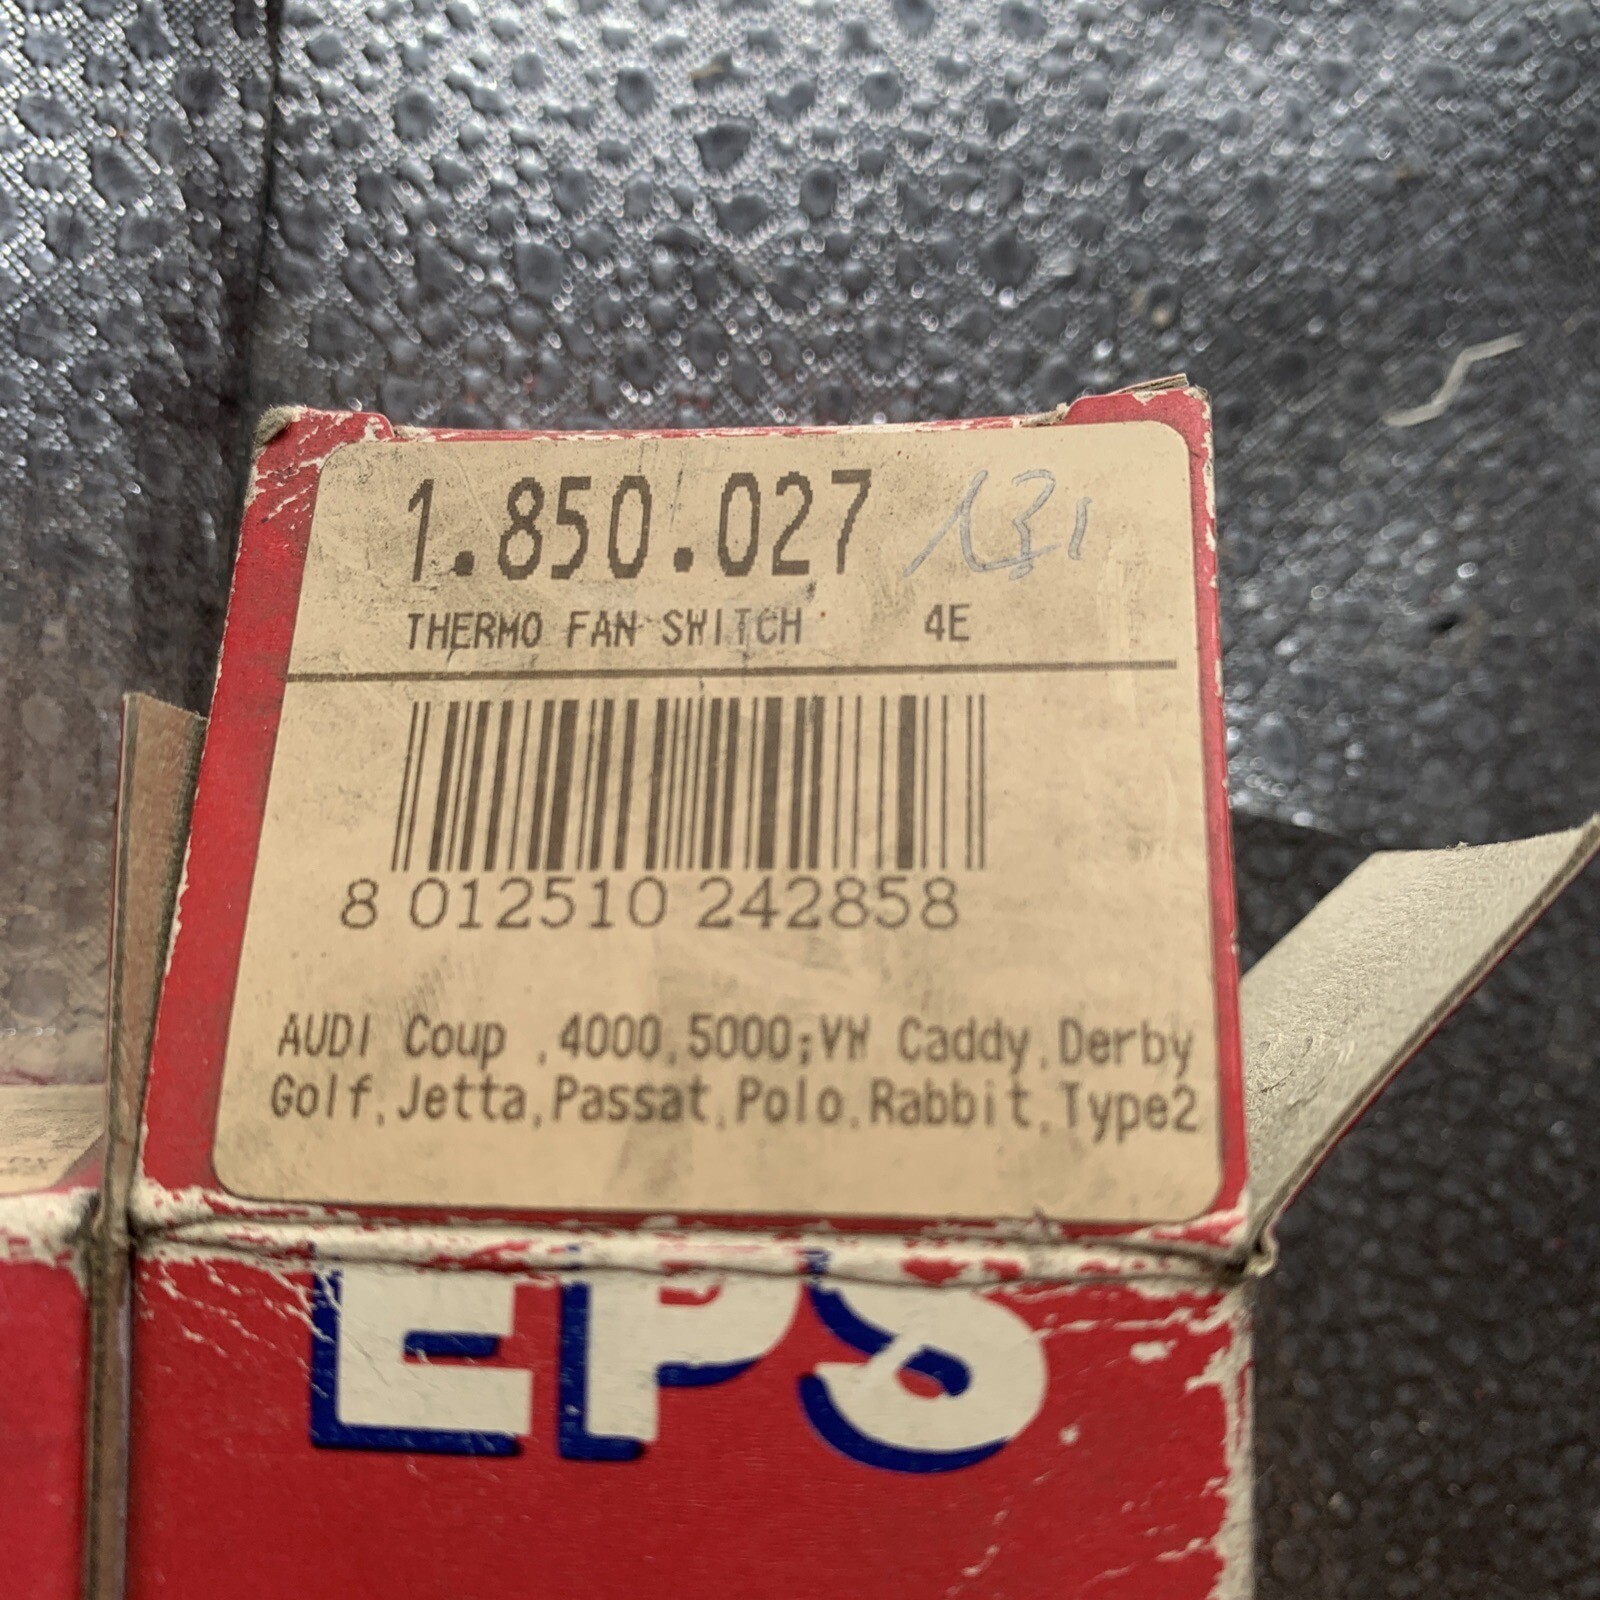 1.850.027
THERMO FAN SWITCH 4E
8 012510 242858
AUDI Coup ,4000,5000;VW Caddy,Derby
Golf,Jetta,Passat,Polo,Rabbit,Type2
EPS